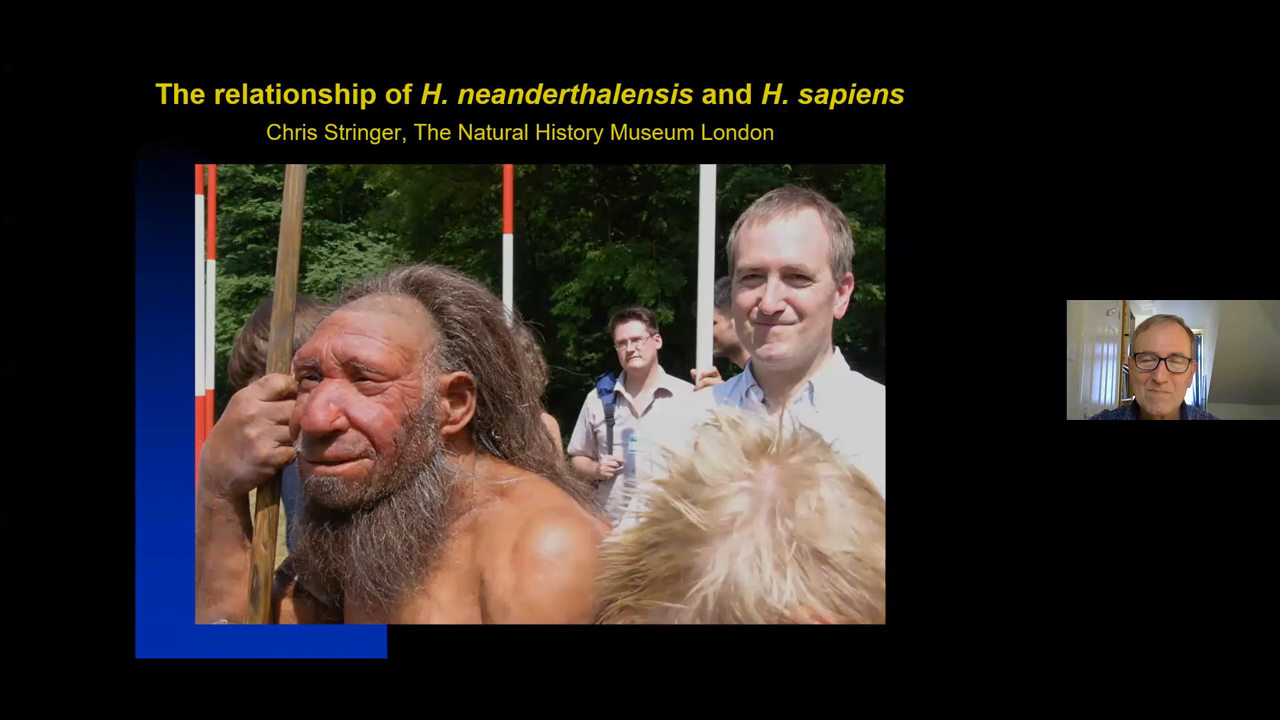 The relationship of H. neanderthalensis and H. sapiens
Chris Stringer, The Natural History Museum London